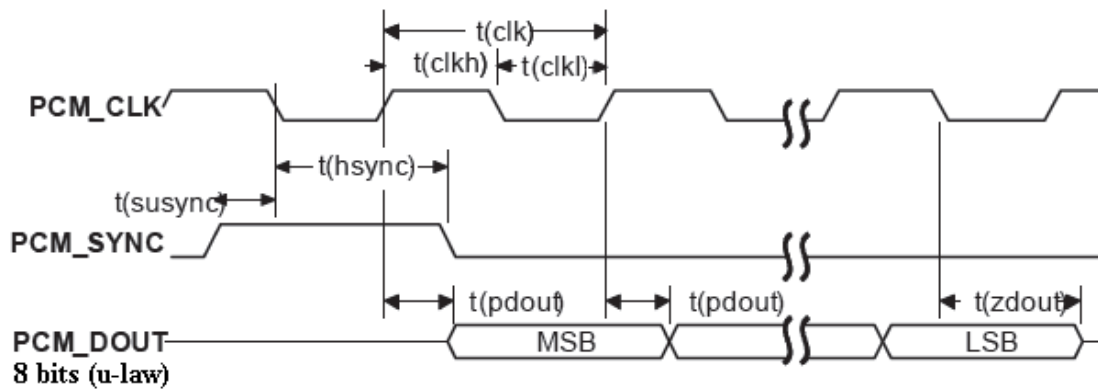 t(clk)
t(clkh) t(clkl)
PCM_CLK
t(hsync)
t(susync)
PCM_SYNC
t(pdout) t(pdout) t(zdout)
PCM_DOUT MSB LSB
8 bits (u-law)